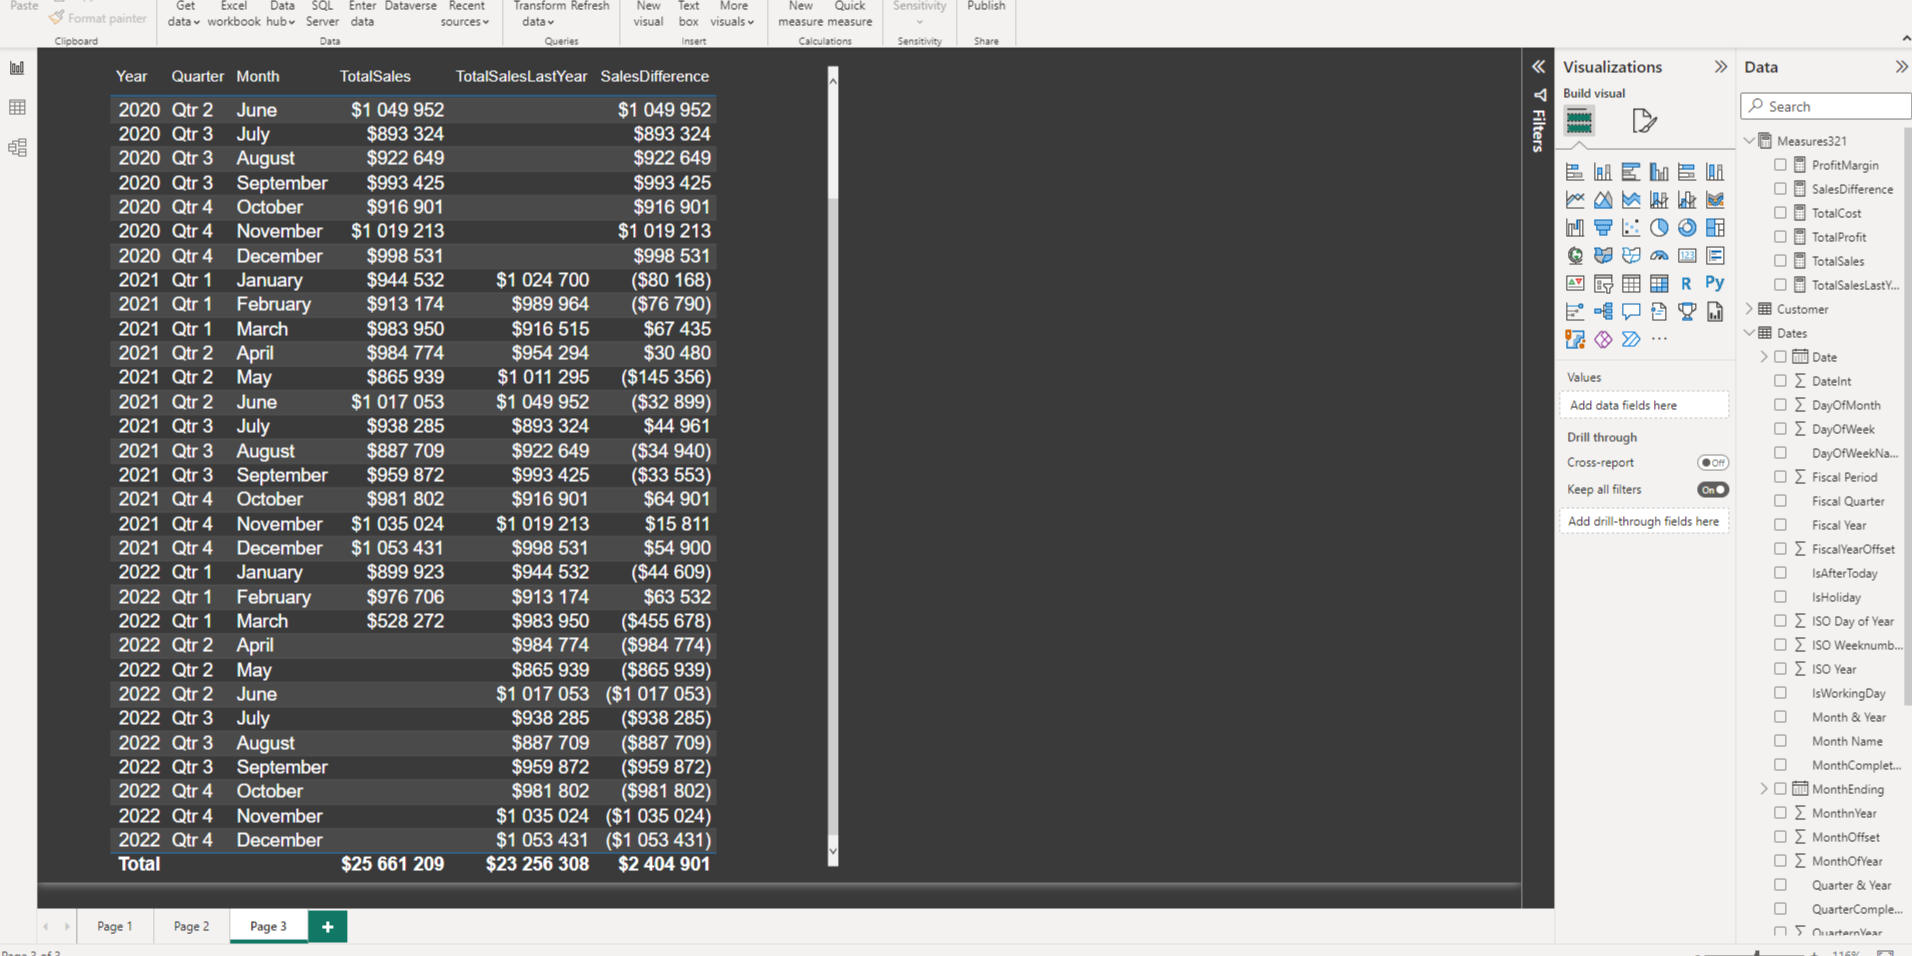 Paste
Format painter
Clipboard
Get data
Excel workbook
Data hub
SQL Server
Enter data
Dataverse
Recent sources
Data
Transform data
Refresh
Queries
New visual
Text box
More visuals
Insert
New measure
Quick measure
Calculations
Sensitivity
Sensitivity
Publish
Share
Year Quarter Month TotalSales TotalSalesLastYear SalesDifference
2020 Qtr 2 June $1 049 952 $1 049 952
2020 Qtr 3 July $893 324 $893 324
2020 Qtr 3 August $922 649 $922 649
2020 Qtr 3 September $993 425 $993 425
2020 Qtr 4 October $916 901 $916 901
2020 Qtr 4 November $1 019 213 $1 019 213
2020 Qtr 4 December $998 531 $998 531
2021 Qtr 1 January $944 532 $1 024 700 ($80 168)
2021 Qtr 1 February $913 174 $989 964 ($76 790)
2021 Qtr 1 March $983 950 $916 515 $67 435
2021 Qtr 2 April $984 774 $954 294 $30 480
2021 Qtr 2 May $865 939 $1 011 295 ($145 356)
2021 Qtr 2 June $1 017 053 $1 049 952 ($32 899)
2021 Qtr 3 July $938 285 $893 324 $44 961
2021 Qtr 3 August $887 709 $922 649 ($34 940)
2021 Qtr 3 September $959 872 $993 425 ($33 553)
2021 Qtr 4 October $981 802 $916 901 $64 901
2021 Qtr 4 November $1 035 024 $1 019 213 $15 811
2021 Qtr 4 December $1 053 431 $998 531 $54 900
2022 Qtr 1 January $899 923 $944 532 ($44 609)
2022 Qtr 1 February $976 706 $913 174 $63 532
2022 Qtr 1 March $528 272 $983 950 ($455 678)
2022 Qtr 2 April $984 774 ($984 774)
2022 Qtr 2 May $865 939 ($865 939)
2022 Qtr 2 June $1 017 053 ($1 017 053)
2022 Qtr 3 July $938 285 ($938 285)
2022 Qtr 3 August $887 709 ($887 709)
2022 Qtr 3 September $959 872 ($959 872)
2022 Qtr 4 October $981 802 ($981 802)
2022 Qtr 4 November $1 035 024 ($1 035 024)
2022 Qtr 4 December $1 053 431 ($1 053 431)
Total $25 661 209 $23 256 308 $2 404 901
Filters
Visualizations
Build visual
123
R Py
Values
Add data fields here
Drill through
Cross-report Off
Keep all filters On
Add drill-through fields here
Data
Search
Measures321
ProfitMargin
SalesDifference
TotalCost
TotalProfit
TotalSales
TotalSalesLastY...
Customer
Dates
Date
DateInt
DayOfMonth
DayOfWeek
DayOfWeekNa...
Fiscal Period
Fiscal Quarter
Fiscal Year
FiscalYearOffset
IsAfterToday
IsHoliday
ISO Day of Year
ISO Weeknumb...
ISO Year
IsWorkingDay
Month & Year
Month Name
MonthComplet...
MonthEnding
MonthnYear
MonthOffset
MonthOfYear
Quarter & Year
QuarterComple...
QuarternYear
Page 1 Page 2 Page 3 +
Page 3 of 3
116%